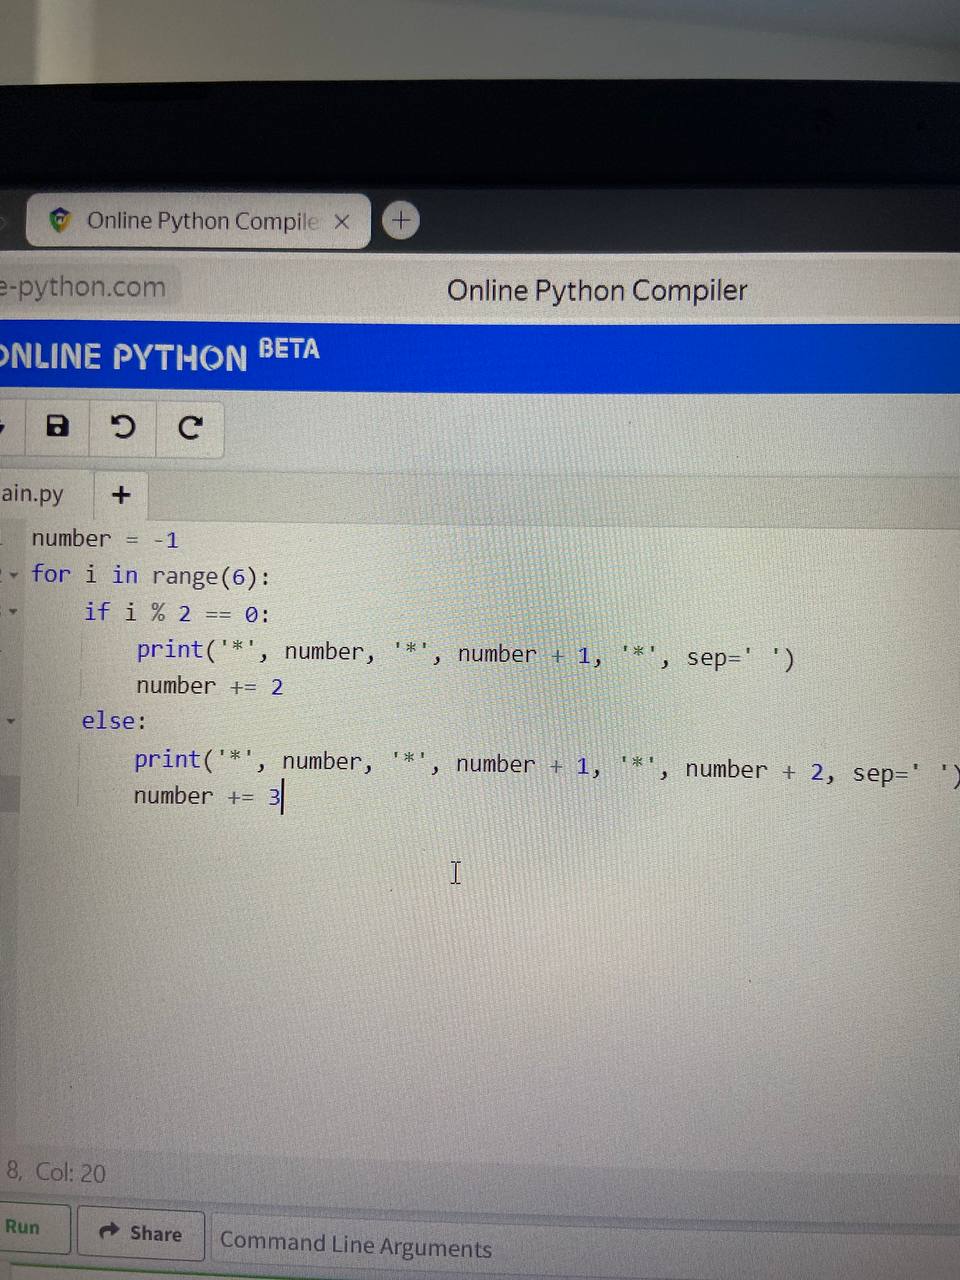 Online Python Compile
e-python.com
Online Python Compiler
ONLINE PYTHON BETA
ain.py
number = -1
for i in range(6):
    if i % 2 == 0:
        print('*', number, '*', number + 1, '*', sep=' ')
        number += 2
    else:
        print('*', number, '*', number + 1, '*', number + 2, sep=' ')
        number += 3
8, Col: 20
Run
Share
Command Line Arguments